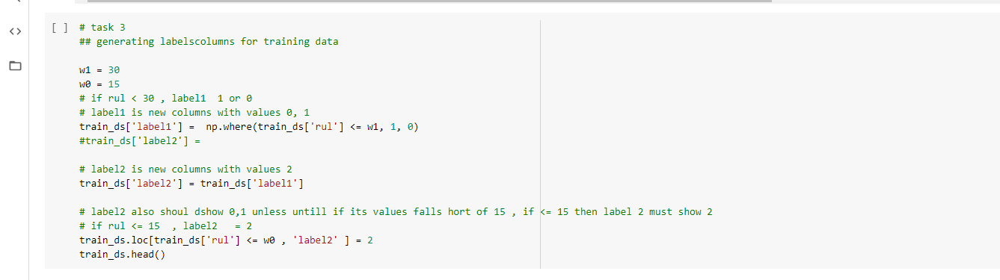 [ ] # task 3
## generating labelscolumns for training data
w1 = 30
w0 = 15
# if rul < 30 , label1  1 or 0
# label1 is new columns with values 0, 1
train_ds['label1'] =  np.where(train_ds['rul'] <= w1, 1, 0)
#train_ds['label2'] =
# label2 is new columns with values 2
train_ds['label2'] = train_ds['label1']
# label2 also shoul dshow 0,1 unless untill if its values falls hort of 15 , if <= 15 then label 2 must show 2
# if rul <= 15  , label2   = 2
train_ds.loc[train_ds['rul'] <= w0 , 'label2' ] = 2
train_ds.head()